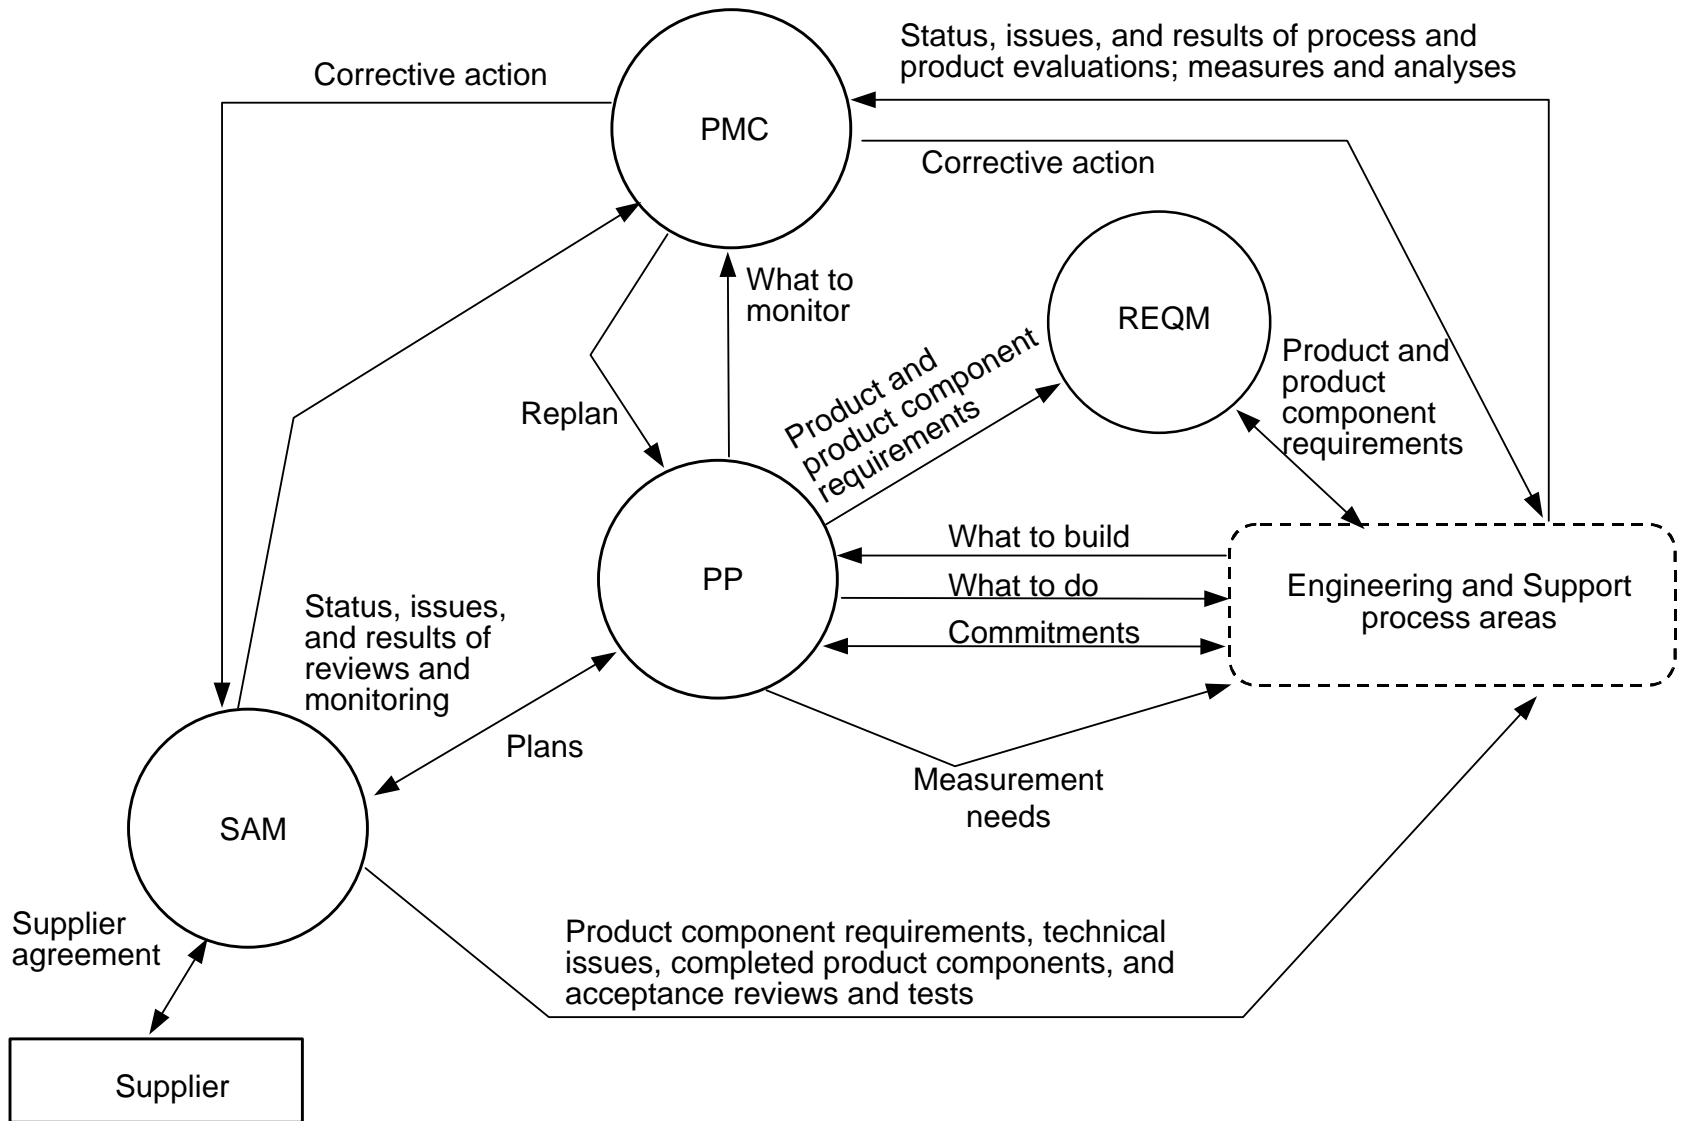 Status, issues, and results of process and
product evaluations; measures and analyses
Corrective action
PMC
Corrective action
What to
monitor
REQM
Product and
product
component
requirements
Product and
product component
requirements
Replan
What to build
PP
What to do
Engineering and Support
process areas
Commitments
Status, issues,
and results of
reviews and
monitoring
Plans
Measurement
needs
SAM
Supplier
agreement
Product component requirements, technical
issues, completed product components, and
acceptance reviews and tests
Supplier